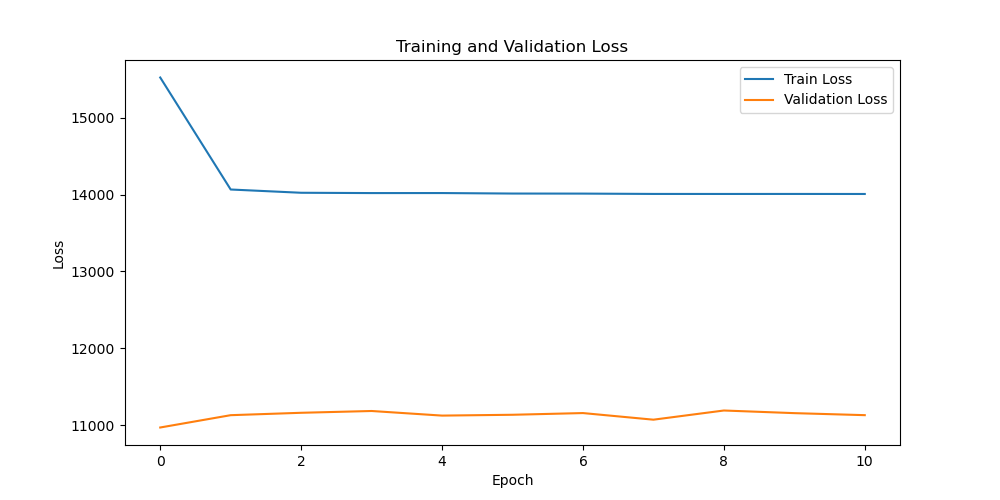 Training and Validation Loss
Train Loss
Validation Loss
15000
14000
13000
12000
11000
Loss
0 2 4 6 8 10
Epoch